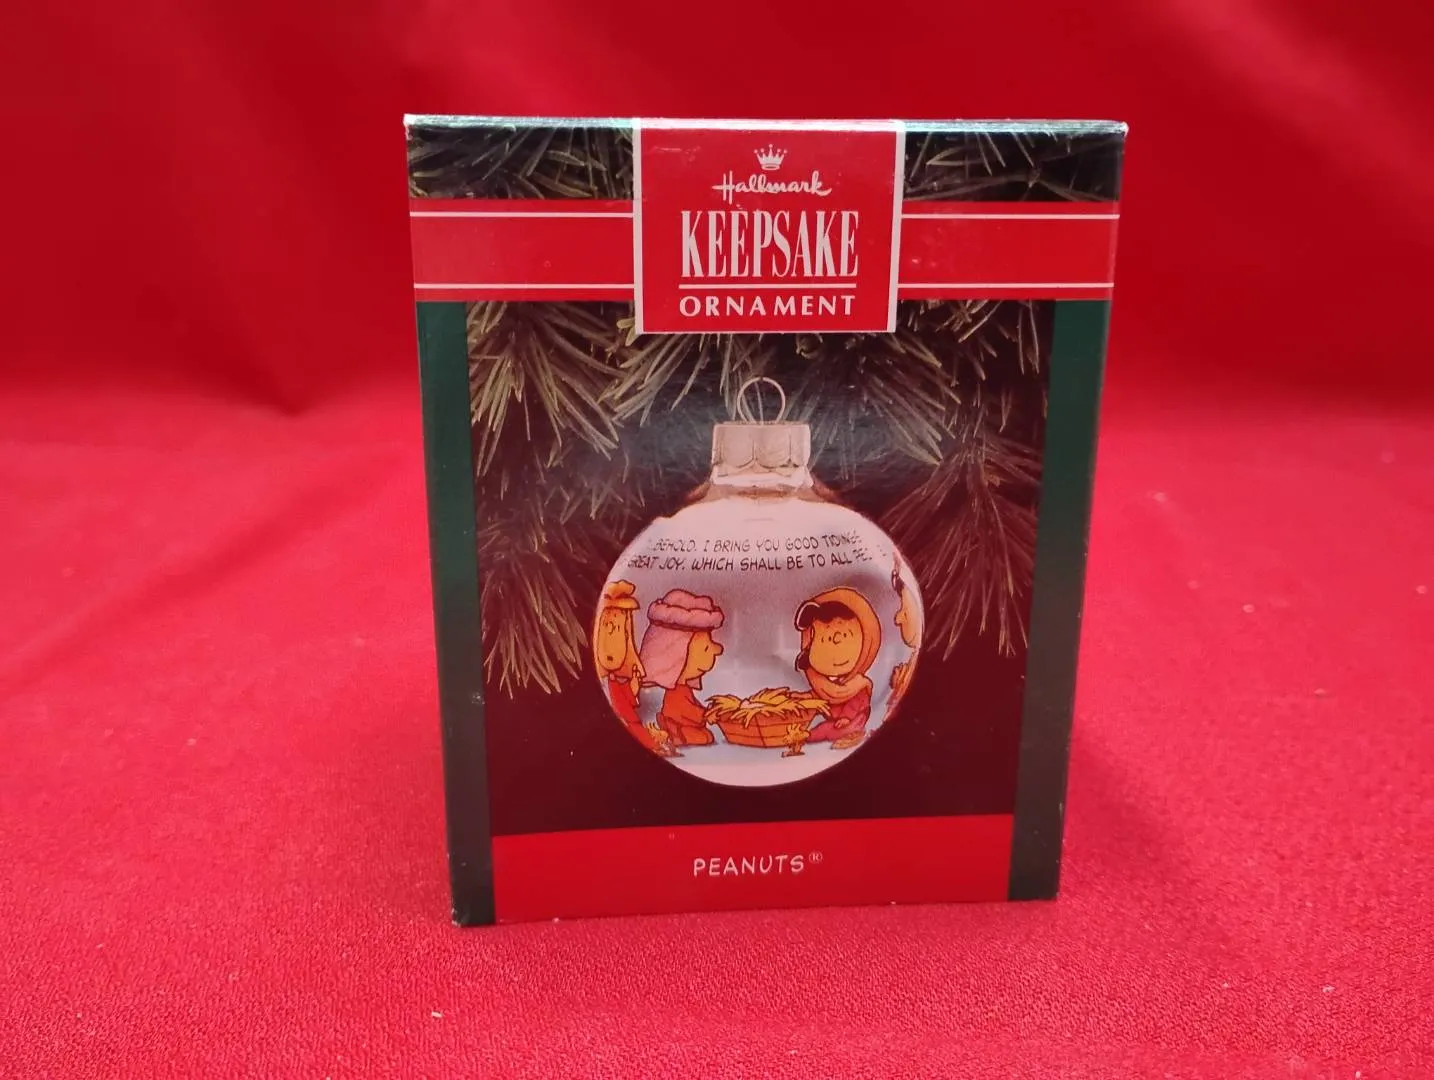 Hallmark
KEEPSAKE
ORNAMENT
BEHOLD, I BRING YOU GOOD TIDINGS
GREAT JOY, WHICH SHALL BE TO ALL
PEANUTS®